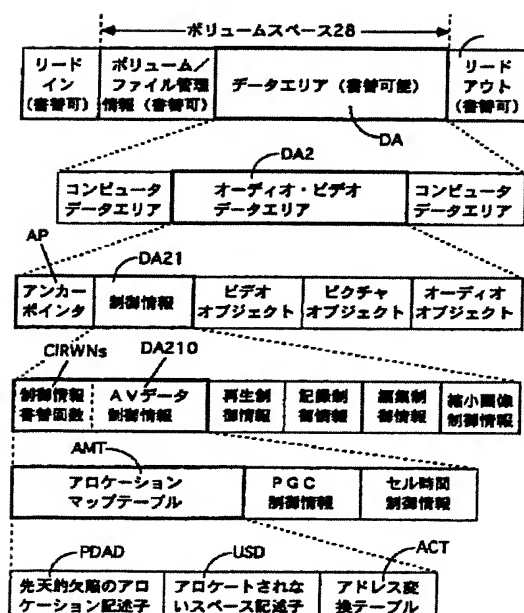 ボリュームスペース28
リード
イン
(書替可)
ボリューム／
ファイル管理
情報（書替可）
データエリア（書替可能）
リード
アウト
(書替可)
DA
DA2
コンピュータ
データエリア
オーディオ・ビデオ
データエリア
コンピュータ
データエリア
AP
DA21
アンカー
ポインタ
制御情報
ビデオ
オブジェクト
ピクチャ
オブジェクト
オーディオ
オブジェクト
CIRWNs
DA210
制御情報
書替回数
AVデータ
制御情報
再生制
御情報
記録制
御情報
編集制
御情報
縮小画像
制御情報
AMT
アロケーション
マップテーブル
PGC
制御情報
セル時間
制御情報
PDAD
USD
ACT
先天的欠陥のアロ
ケーション記述子
アロケートされな
いスペース記述子
アドレス変
換テーブル